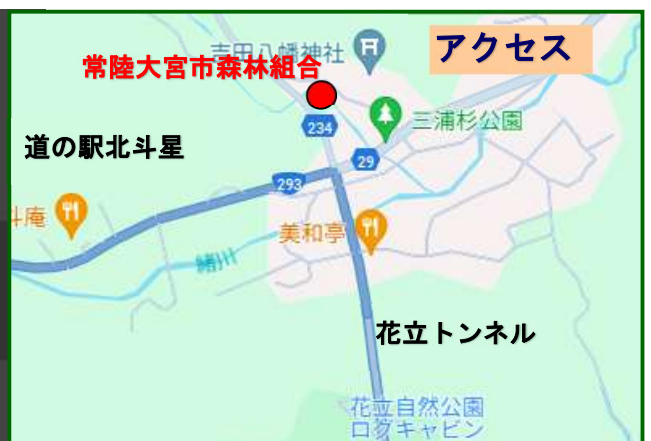 吉田八幡神社
アクセス
常陸大宮市森林組合
234
三浦杉公園
道の駅北斗星
29
293
斗庵
美和亭
緒川
花立トンネル
花立自然公園
ログキャビン